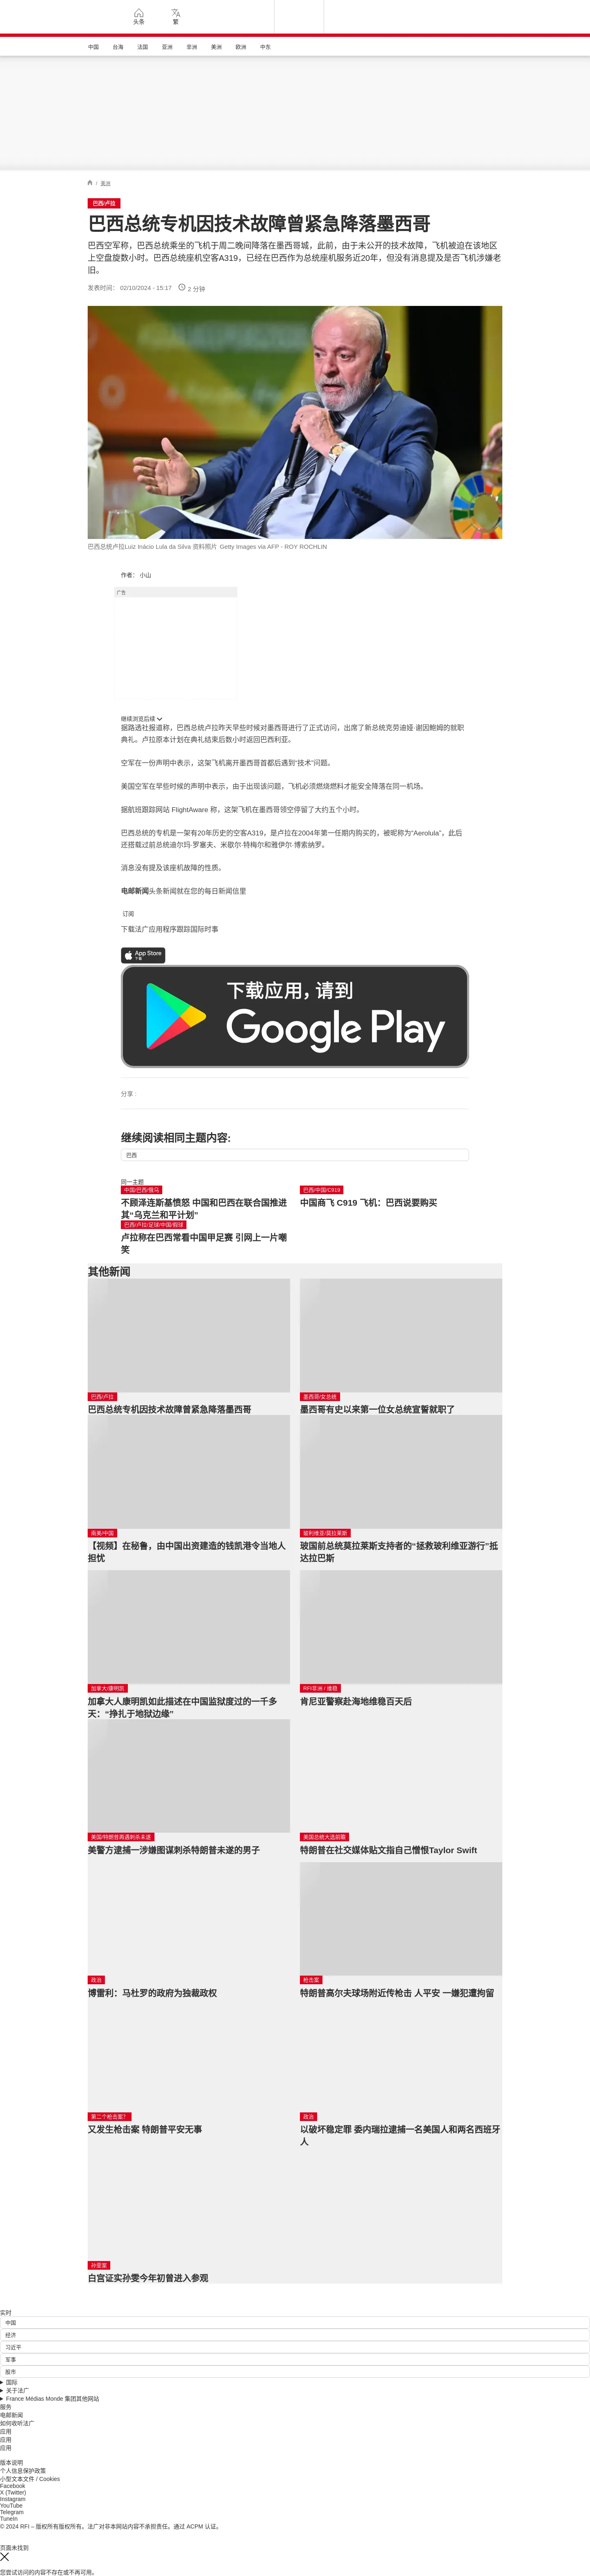 头条
繁
中国 台海 法国 亚洲 非洲 美洲 欧洲 中东
/ 美洲
巴西/卢拉
巴西总统专机因技术故障曾紧急降落墨西哥
巴西空军称，巴西总统乘坐的飞机于周二晚间降落在墨西哥城，此前，由于未公开的技术故障，飞机被迫在该地区
上空盘旋数小时。巴西总统座机空客A319，已经在巴西作为总统座机服务近20年，但没有消息提及是否飞机涉嫌老
旧。
发表时间： 02/10/2024 - 15:17 2 分钟
巴西总统卢拉Luiz Inácio Lula da Silva 资料照片 Getty Images via AFP - ROY ROCHLIN
作者： 小山
广告
继续浏览后续
据路透社报道称，巴西总统卢拉昨天早些时候对墨西哥进行了正式访问，出席了新总统克劳迪娅·谢因鲍姆的就职
典礼。卢拉原本计划在典礼结束后数小时返回巴西利亚。
空军在一份声明中表示，这架飞机离开墨西哥首都后遇到“技术”问题。
美国空军在早些时候的声明中表示，由于出现该问题，飞机必须燃烧燃料才能安全降落在同一机场。
据航班跟踪网站 FlightAware 称，这架飞机在墨西哥领空停留了大约五个小时。
巴西总统的专机是一架有20年历史的空客A319，是卢拉在2004年第一任期内购买的，被昵称为“Aerolula”，此后
还搭载过前总统迪尔玛·罗塞夫、米歇尔·特梅尔和雅伊尔·博索纳罗。
消息没有提及该座机故障的性质。
电邮新闻头条新闻就在您的每日新闻信里
订阅
下载法广应用程序跟踪国际时事
App Store
下载
下载应用，请到
Google Play
分享 :
继续阅读相同主题内容:
巴西
同一主题
中国/巴西/俄乌
不顾泽连斯基愤怒 中国和巴西在联合国推进
其“乌克兰和平计划”
巴西/中国/C919
中国商飞 C919 飞机：巴西说要购买
巴西/卢拉/足球/中国/假球
卢拉称在巴西常看中国甲足赛 引网上一片嘲
笑
其他新闻
巴西/卢拉
巴西总统专机因技术故障曾紧急降落墨西哥
墨西哥/女总统
墨西哥有史以来第一位女总统宣誓就职了
南美/中国
【视频】在秘鲁，由中国出资建造的钱凯港令当地人
担忧
玻利维亚/莫拉莱斯
玻国前总统莫拉莱斯支持者的“拯救玻利维亚游行”抵
达拉巴斯
加拿大/康明凯
加拿大人康明凯如此描述在中国监狱度过的一千多
天：“挣扎于地狱边缘”
RFI非洲 / 维稳
肯尼亚警察赴海地维稳百天后
美国/特朗普再遇刺杀未遂
美警方逮捕一涉嫌图谋刺杀特朗普未遂的男子
美国总统大选前瞻
特朗普在社交媒体贴文指自己憎恨Taylor Swift
政治
博雷利：马杜罗的政府为独裁政权
枪击案
特朗普高尔夫球场附近传枪击 人平安 一嫌犯遭拘留
第二个枪击案？
又发生枪击案 特朗普平安无事
政治
以破坏稳定罪 委内瑞拉逮捕一名美国人和两名西班牙
人
孙雯案
白宫证实孙雯今年初曾进入参观
实时
中国
经济
习近平
军事
股市
国际
关于法广
France Médias Monde 集团其他网站
服务
电邮新闻
如何收听法广
应用
应用
应用
版本说明
个人信息保护政策
小型文本文件 / Cookies
Facebook
X (Twitter)
Instagram
YouTube
Telegram
TuneIn
© 2024 RFI – 版权所有版权所有。法广对非本网站内容不承担责任。通过 ACPM 认证。
页面未找到
您尝试访问的内容不存在或不再可用。